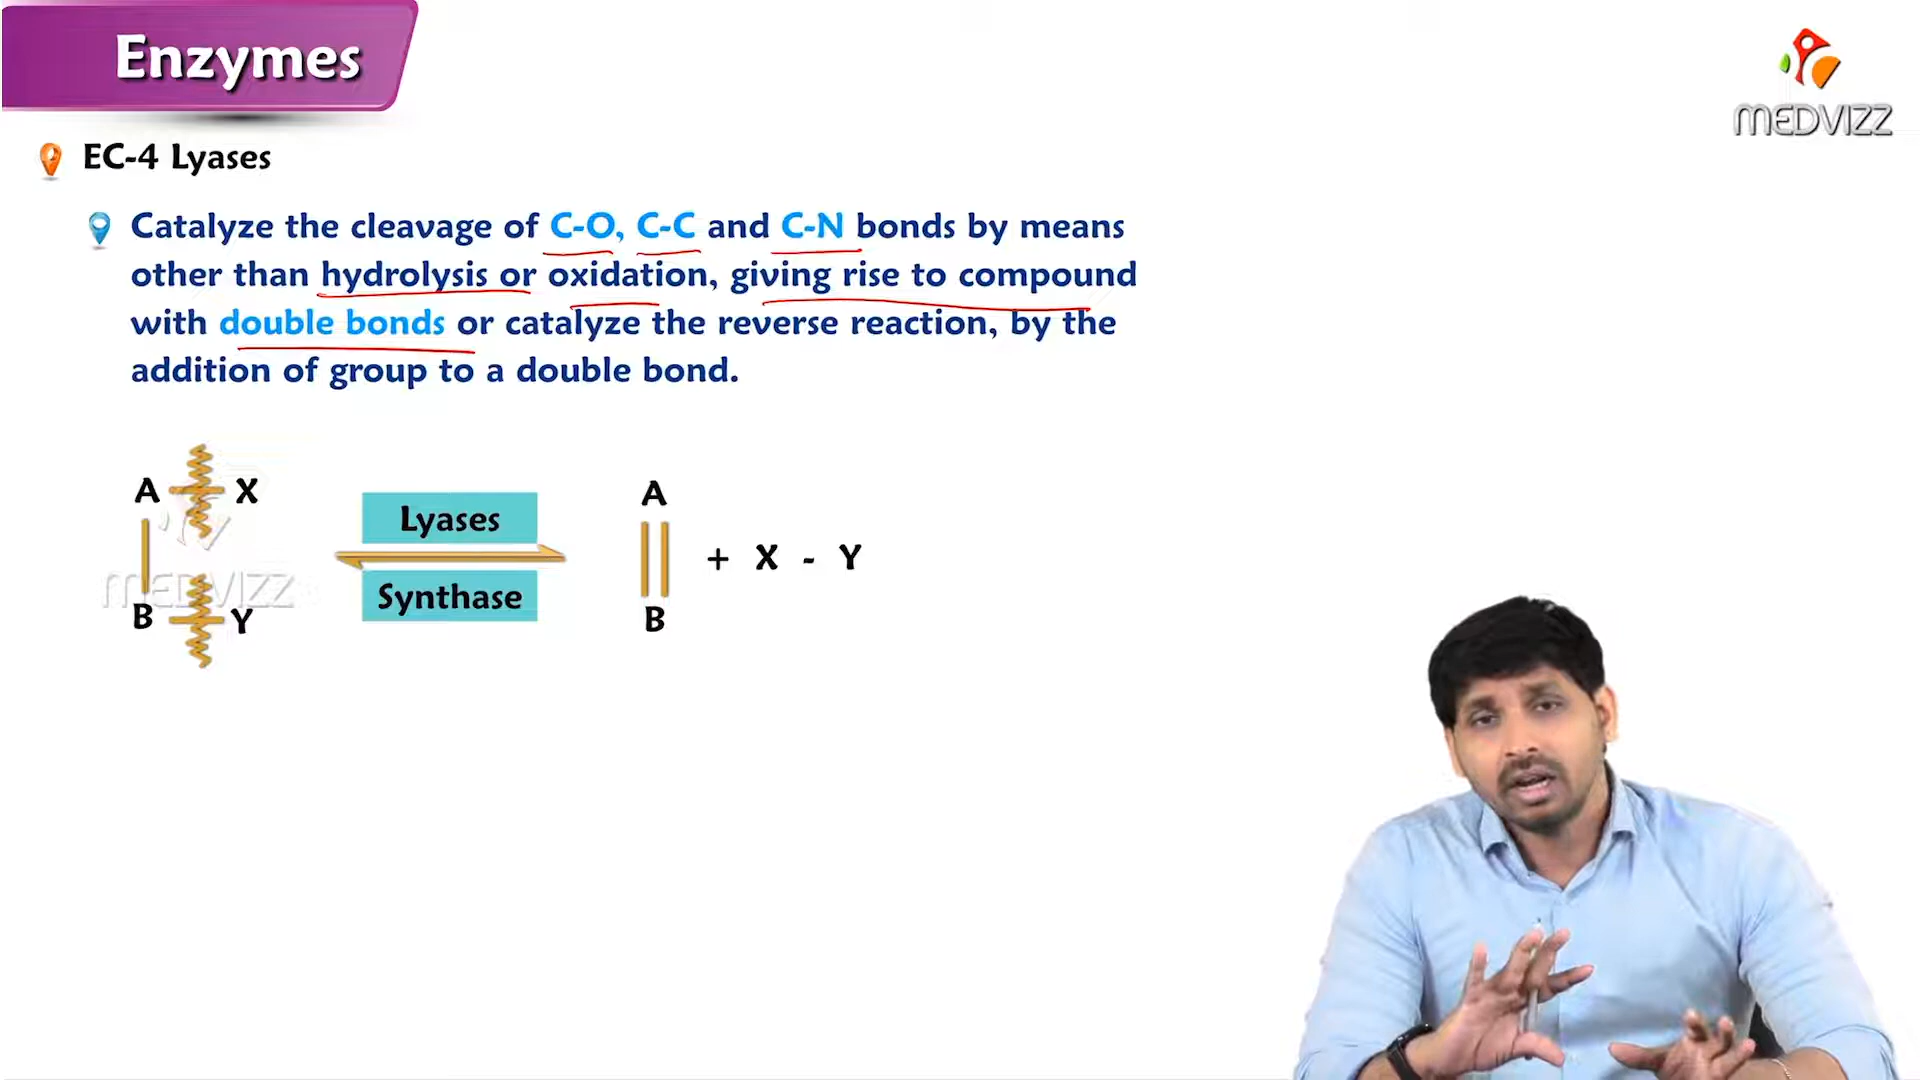 Enzymes
MEDVIZZ
EC-4 Lyases
Catalyze the cleavage of C-O, C-C and C-N bonds by means
other than hydrolysis or oxidation, giving rise to compound
with double bonds or catalyze the reverse reaction, by the
addition of group to a double bond.
A X
Lyases
A
MEDVIZZ
+ X - Y
Synthase
B Y
B